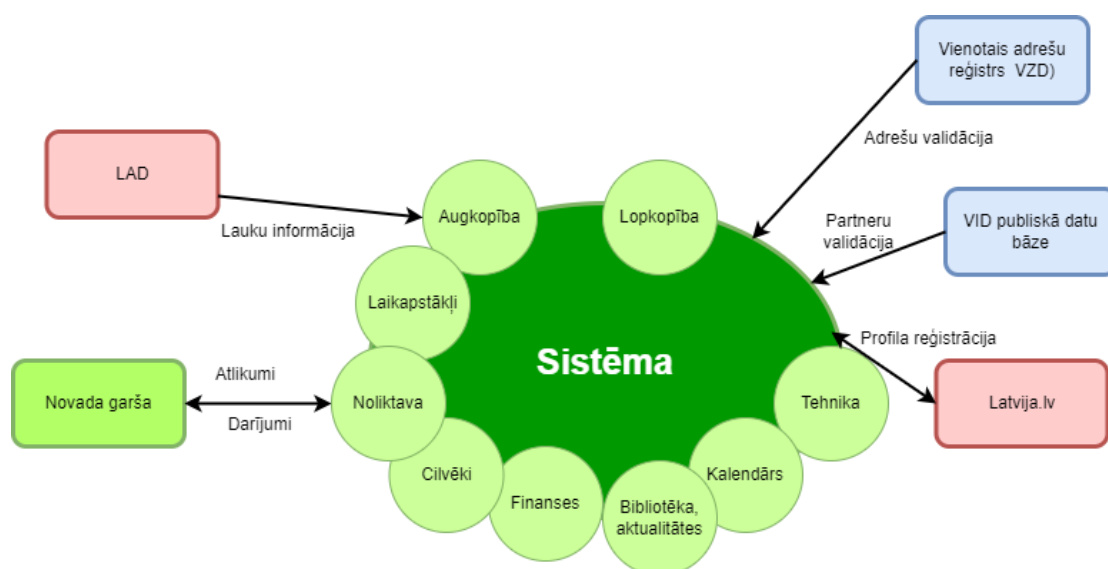 Vienotais adrešu
reģistrs VZD)
Adrešu validācija
LAD
Lauku informācija
Augkopība
Lopkopība
Partneru
validācija
VID publiskā datu
bāze
Laikapstākļi
Profila reģistrācija
Sistēma
Atlikumi
Novada garša
Darījumi
Noliktava
Tehnika
Latvija.lv
Cilvēki
Kalendārs
Finanses
Bibliotēka,
aktualitātes